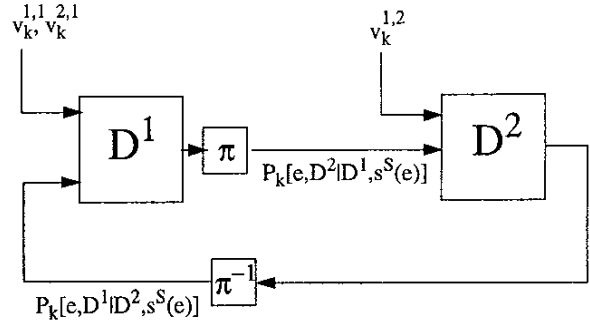 v_k^{1,1}, v_k^{2,1}
v_k^{1,2}
D^1
π
D^2
P_k[e,D^2|D^1,s^S(e)]
π^{-1}
P_k[e,D^1|D^2,s^S(e)]